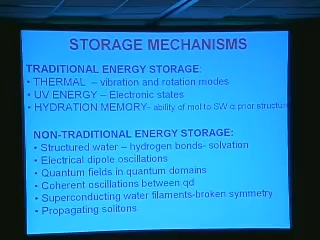 STORAGE MECHANISMS
TRADITIONAL ENERGY STORAGE:
• THERMAL – vibration and rotation modes
• UV ENERGY – Electronic states
• HYDRATION MEMORY- ability of mol to SW α prior structure
NON-TRADITIONAL ENERGY STORAGE:
• Structured water – hydrogen bonds- solvation
• Electrical dipole oscillations
• Quantum fields in quantum domains
• Coherent oscillations between qd
• Superconducting water filaments-broken symmetry
• Propagating solitons